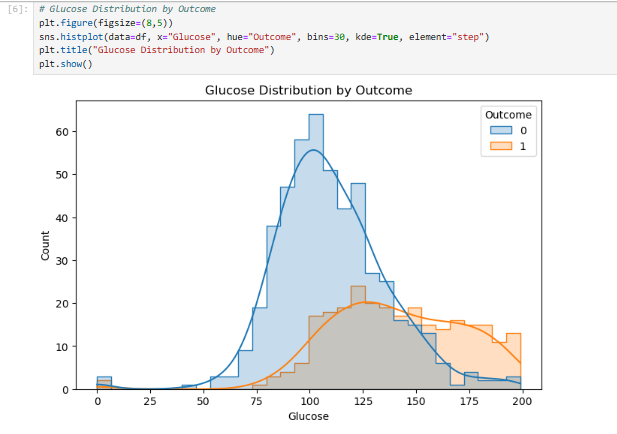 [6]: # Glucose Distribution by Outcome
plt.figure(figsize=(8,5))
sns.histplot(data=df, x="Glucose", hue="Outcome", bins=30, kde=True, element="step")
plt.title("Glucose Distribution by Outcome")
plt.show()
Glucose Distribution by Outcome
Outcome
0
1
60
50
40
30
20
10
0
Count
0 25 50 75 100 125 150 175 200
Glucose